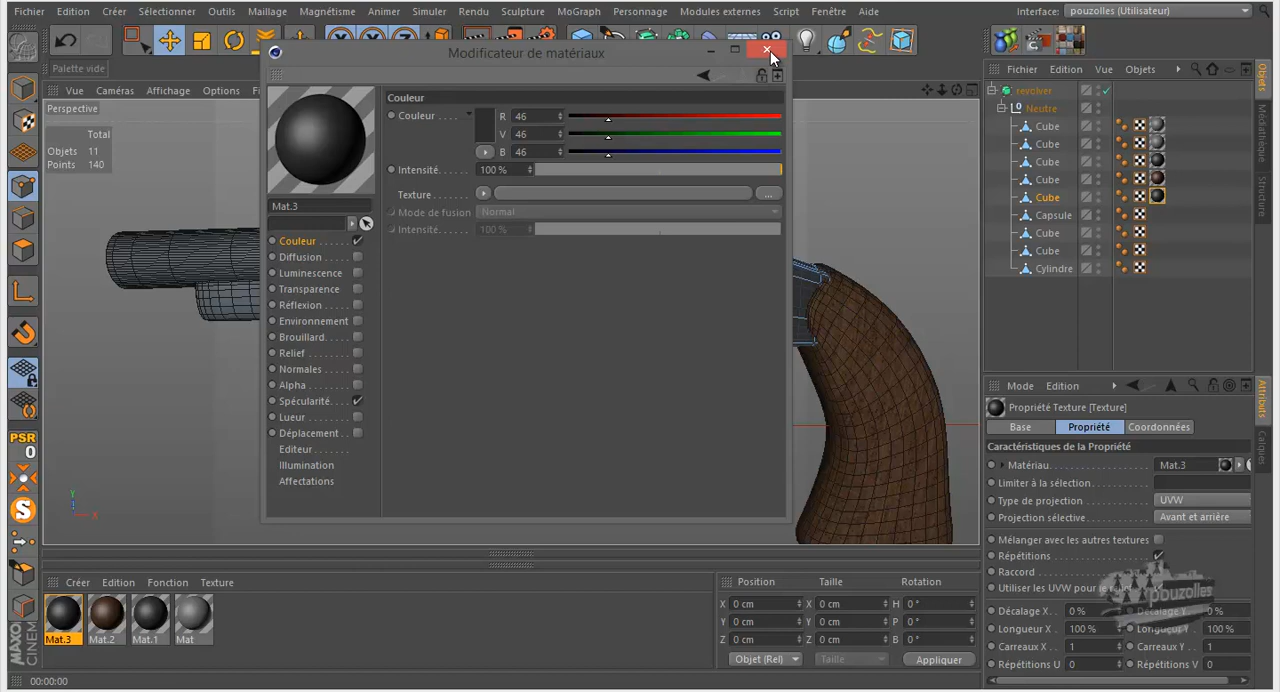 Fichier Edition Créer Sélectionner Outils Maillage Magnétisme Animer Simuler Rendu Sculpture MoGraph Personnage Modules externes Script Fenêtre Aide Interface: pouzolles (Utilisateur)
Palette vide
Modificateur de matériaux
Vue Caméras Affichage Options
Perspective
Total
Objets 11
Points 140
Couleur
Couleur
R 46
V 46
B 46
Intensité 100 %
Texture
Mode de fusion Normal
Intensité 100 %
Mat.3
Couleur
Diffusion
Luminescence
Transparence
Réflexion
Environnement
Brouillard
Relief
Normales
Alpha
Spécularité
Lueur
Déplacement
Editeur
Illumination
Affectations
Fichier Edition Vue Objets
revolver
Neutre
Cube
Cube
Cube
Cube
Cube
Capsule
Cube
Cube
Cylindre
Objets
Médiathèque
Structure
Mode Edition
Propriété Texture [Texture]
Base Propriété Coordonnées
Caractéristiques de la Propriété
Matériau Mat.3
Limiter à la sélection
Type de projection UVW
Projection sélective Avant et arrière
Mélanger avec les autres textures
Répétitions
Raccord
Utiliser les UVW pour le
pouzolles
Décalage X 0 % Décalage Y 0 %
Longueur X 100 % Longueur Y 100 %
Carreaux X 1 Carreaux Y 1
Répétitions U 0 Répétitions V 0
Attributs
Calques
PSR
0
S
Y
X
Créer Edition Fonction Texture
Mat.3 Mat.2 Mat.1 Mat
Position Taille Rotation
X 0 cm X 0 cm H 0 °
Y 0 cm Y 0 cm P 0 °
Z 0 cm Z 0 cm B 0 °
Objet (Rel) Taille Appliquer
MAXON
CINEM
00:00:00